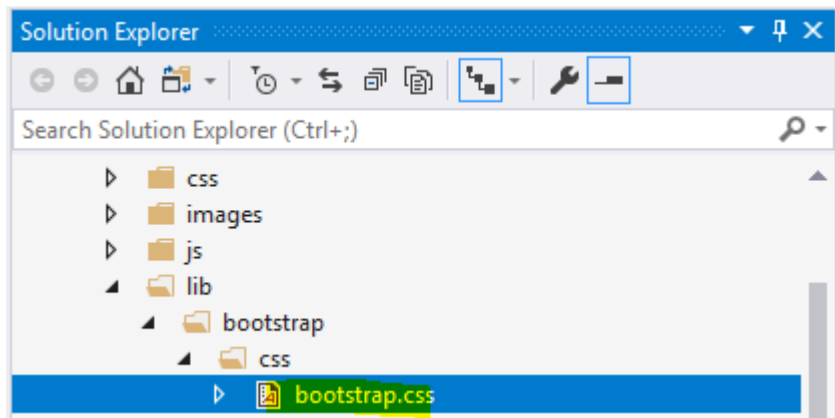 Solution Explorer
Search Solution Explorer (Ctrl+;)
css
images
js
lib
bootstrap
css
bootstrap.css